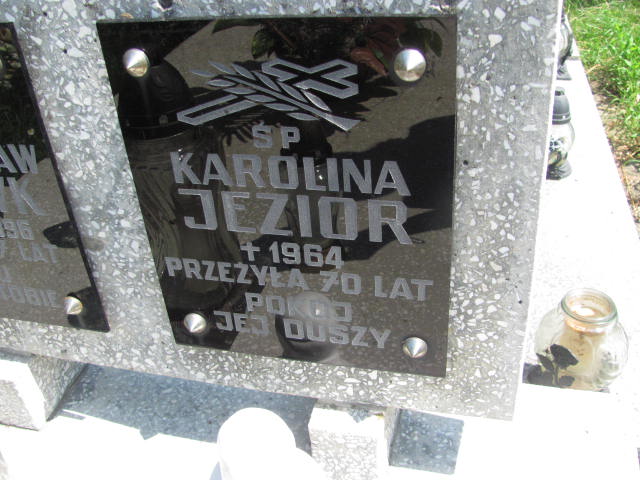 ŚP
KAROLINA
JEZIOR
† 1964
PRZEŻYŁA 70 LAT
POKÓJ
JEJ DUSZY